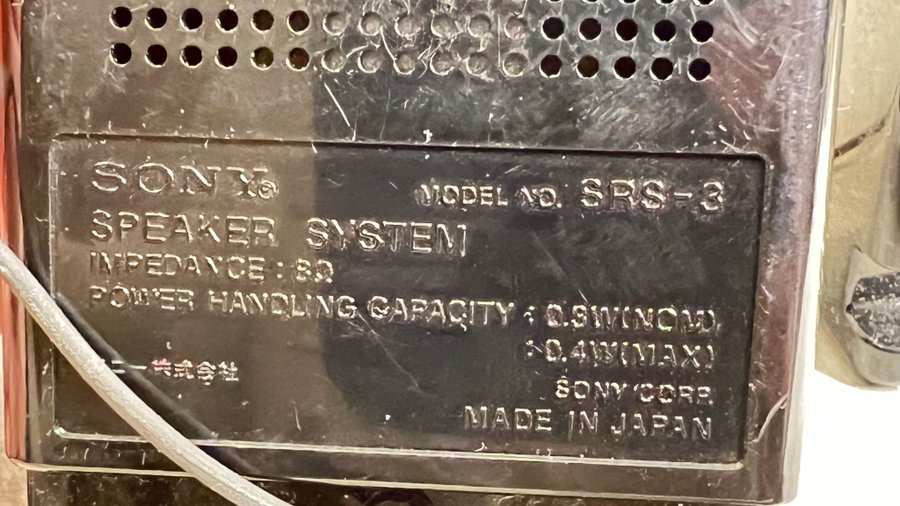 SONY®
MODEL NO. SRS-3
SPEAKER SYSTEM
IMPEDANCE : 8Ω
POWER HANDLING CAPACITY : 0.3W(NOM)
: 0.4W(MAX)
ニー株式会社
SONY CORP.
MADE IN JAPAN